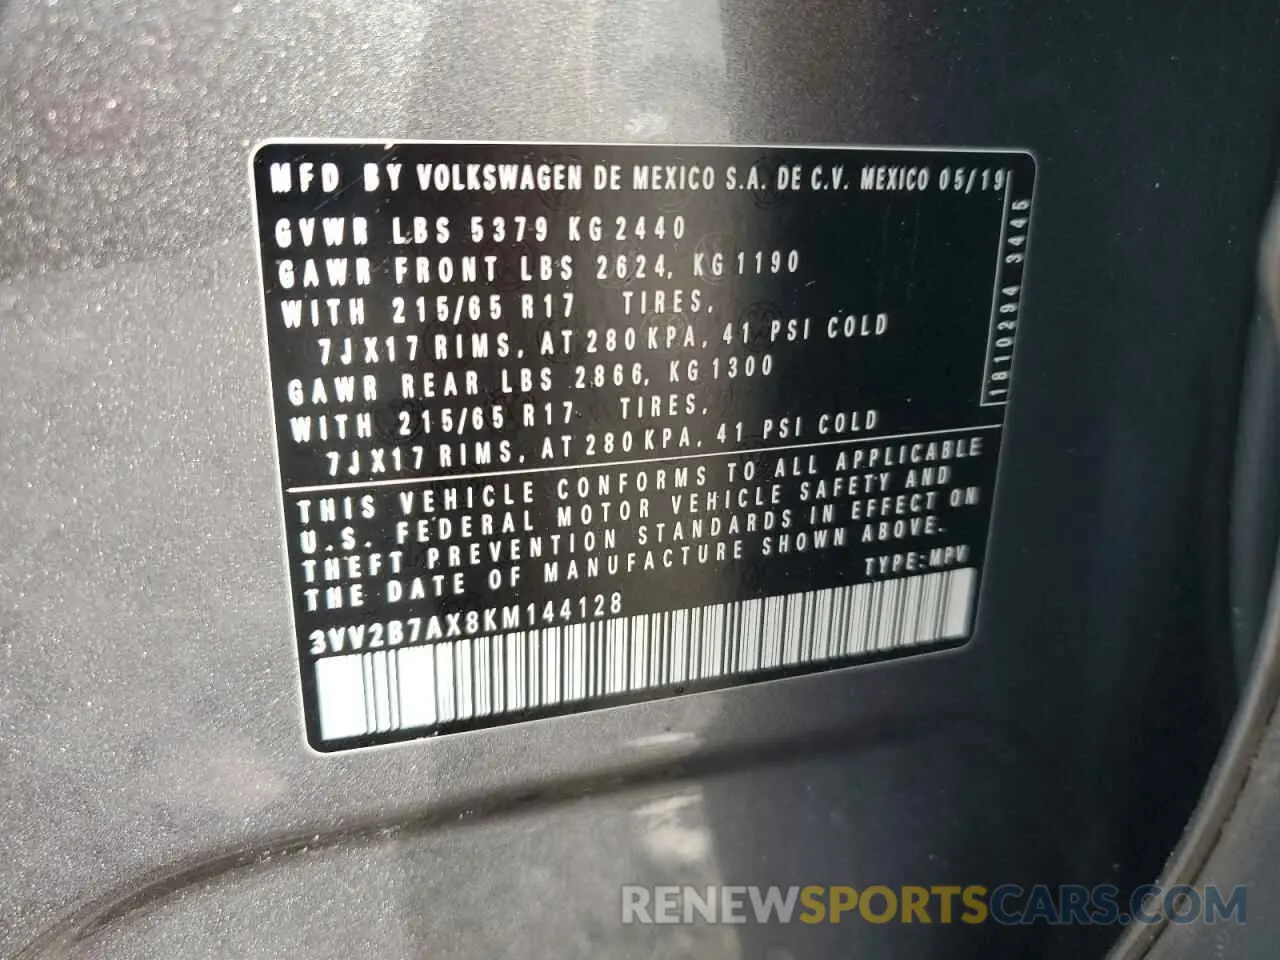 MFD BY VOLKSWAGEN DE MEXICO S.A. DE C.V. MEXICO 05/19
GVWR LBS 5379 KG 2440
GAWR FRONT LBS 2624, KG 1190
WITH 215/65 R17 TIRES,
7JX17 RIMS, AT 280 KPA, 41 PSI COLD
GAWR REAR LBS 2866, KG 1300
WITH 215/65 R17 TIRES,
7JX17 RIMS, AT 280 KPA, 41 PSI COLD
1810294 3445
THIS VEHICLE CONFORMS TO ALL APPLICABLE
U.S. FEDERAL MOTOR VEHICLE SAFETY AND
THEFT PREVENTION STANDARDS IN EFFECT ON
THE DATE OF MANUFACTURE SHOWN ABOVE.
TYPE:MPV
3VV2B7AX8KM144128
RENEWSPORTSCARS.COM